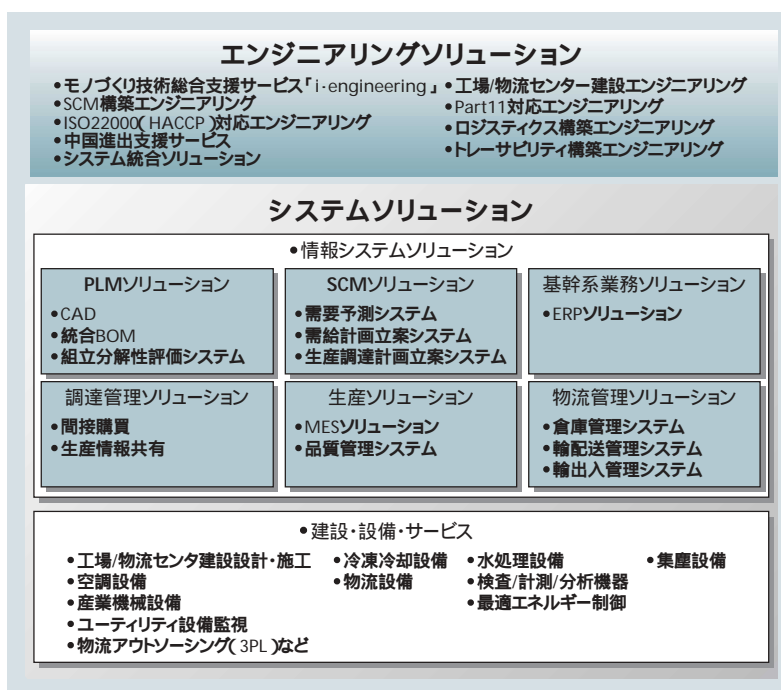 エンジニアリングソリューション
•モノづくり技術総合支援サービス「i-engineering」
•SCM構築エンジニアリング
•ISO22000(HACCP)対応エンジニアリング
•中国進出支援サービス
•システム統合ソリューション
•工場/物流センター建設エンジニアリング
•Part11対応エンジニアリング
•ロジスティクス構築エンジニアリング
•トレーサビリティ構築エンジニアリング
システムソリューション
•情報システムソリューション
PLMソリューション
•CAD
•統合BOM
•組立分解性評価システム
SCMソリューション
•需要予測システム
•需給計画立案システム
•生産調達計画立案システム
基幹系業務ソリューション
•ERPソリューション
調達管理ソリューション
•間接購買
•生産情報共有
生産ソリューション
•MESソリューション
•品質管理システム
物流管理ソリューション
•倉庫管理システム
•輸配送管理システム
•輸出入管理システム
•建設・設備・サービス
•工場/物流センタ建設設計・施工
•空調設備
•産業機械設備
•ユーティリティ設備監視
•物流アウトソーシング(3PL)など
•冷凍冷却設備
•物流設備
•水処理設備
•検査/計測/分析機器
•最適エネルギー制御
•集塵設備